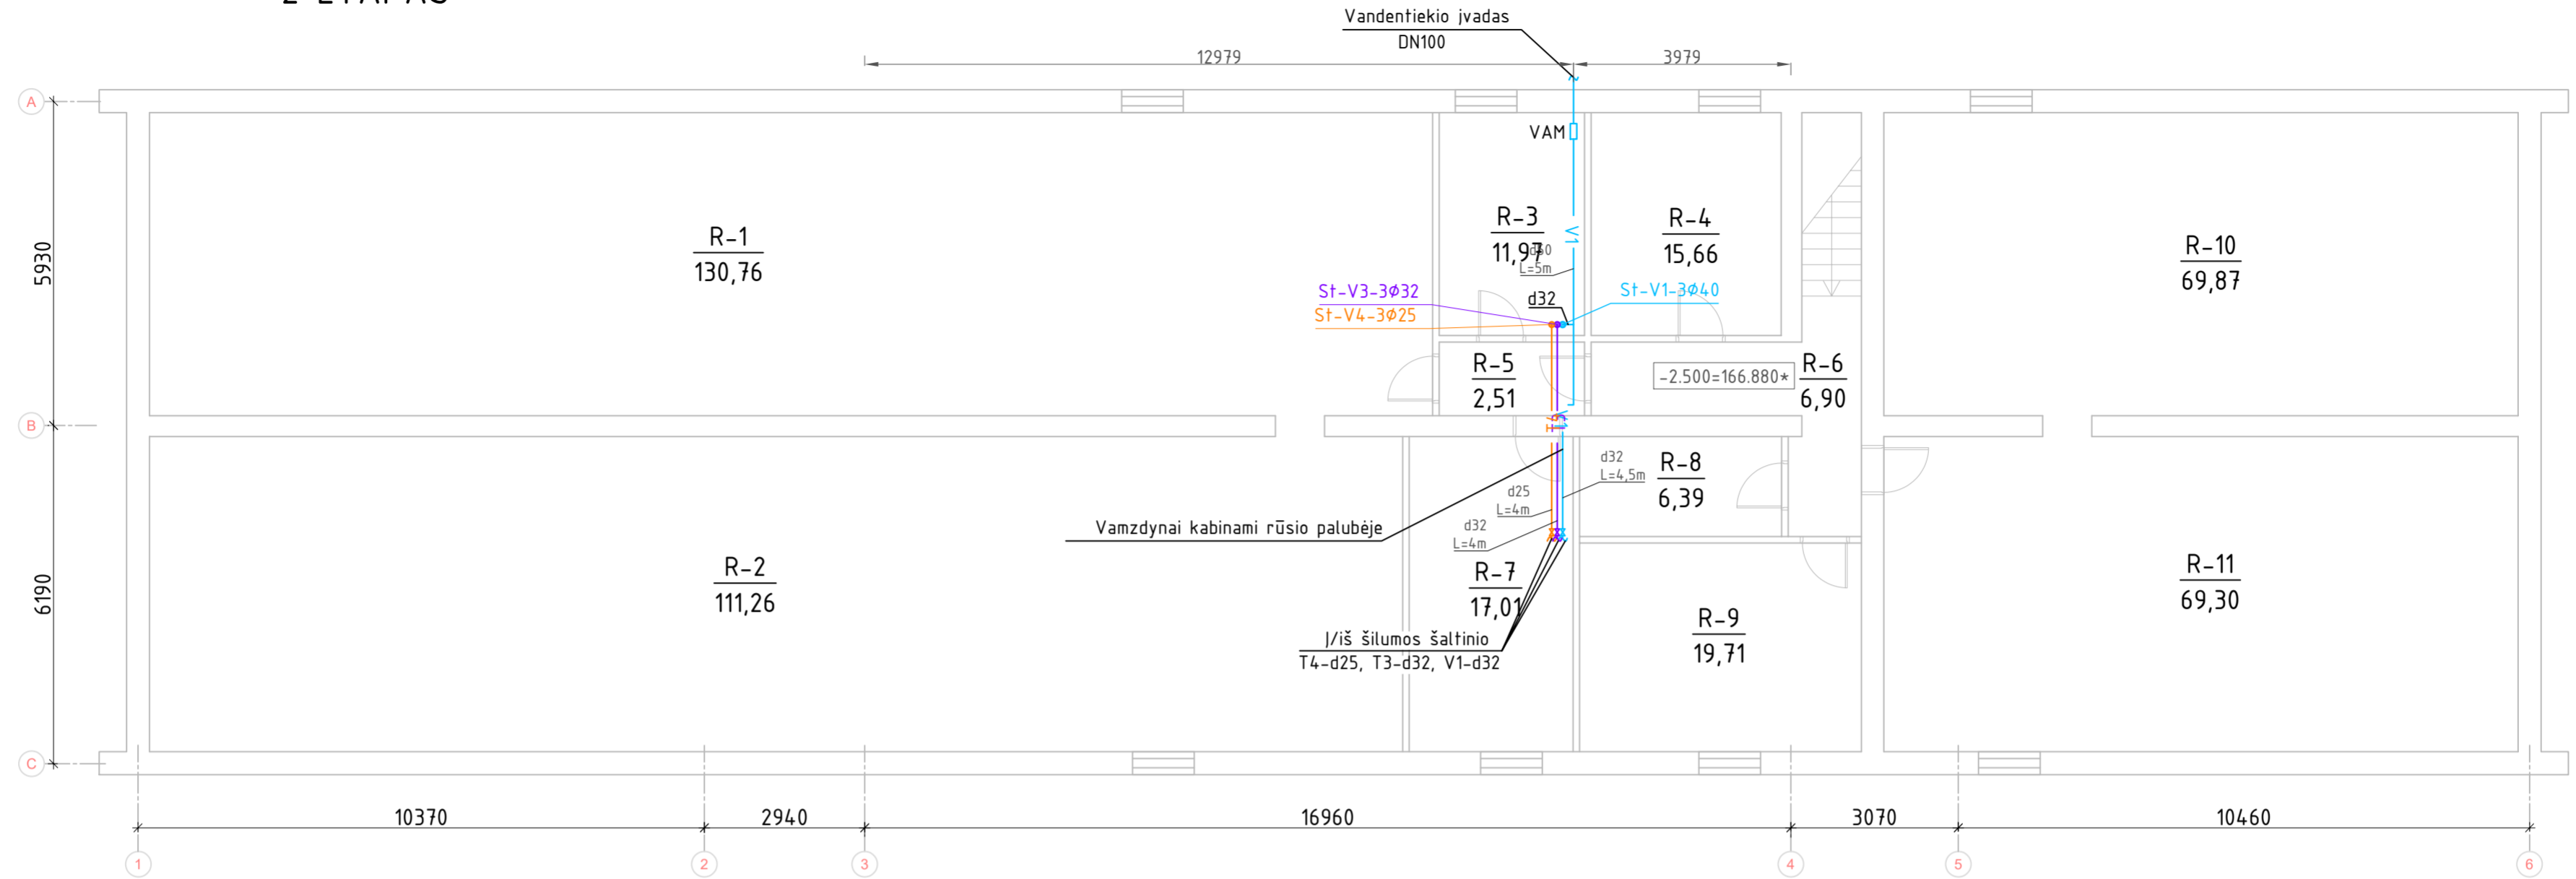 Vandentiekio įvadas
DN100
12979
3979
A
VAM
R-1
130,76
R-3
11,97
V1
d50
L=5m
R-4
15,66
R-10
69,87
5930
St-V3-3Ø32
St-V4-3Ø25
d32
St-V1-3Ø40
R-5
2,51
-2.500=166.880*
R-6
6,90
B
d32
L=4,5m
R-8
6,39
d25
L=4m
d32
L=4m
Vamzdynai kabinami rūsio palubėje
6190
R-2
111,26
R-7
17,01
R-9
19,71
R-11
69,30
Į/iš šilumos šaltinio
T4-d25, T3-d32, V1-d32
C
10370
2940
16960
3070
10460
1
2
3
4
5
6